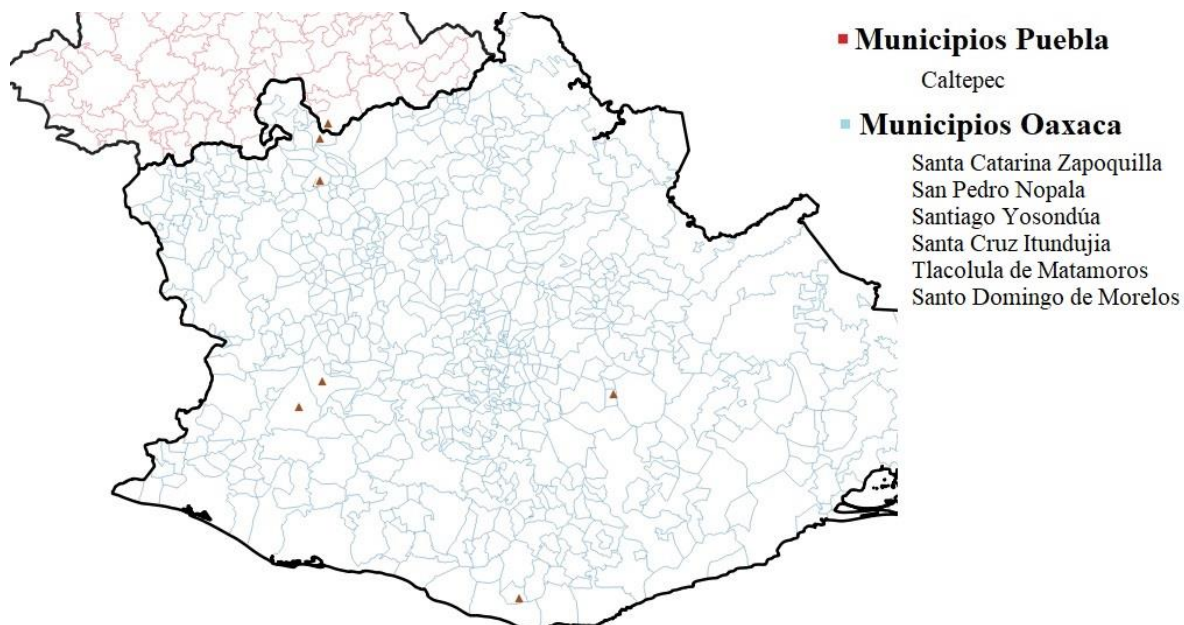 Municipios Puebla
Caltepec
Municipios Oaxaca
Santa Catarina Zapoquilla
San Pedro Nopala
Santiago Yosondúa
Santa Cruz Itundujia
Tlacolula de Matamoros
Santo Domingo de Morelos